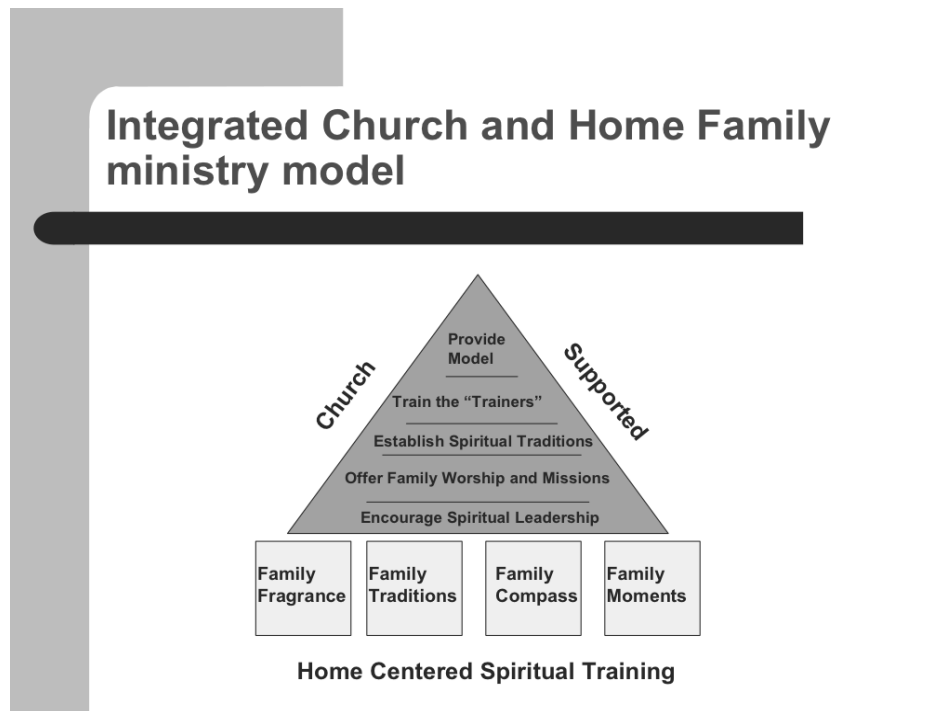 Integrated Church and Home Family
ministry model
Church
Supported
Provide
Model
Train the “Trainers”
Establish Spiritual Traditions
Offer Family Worship and Missions
Encourage Spiritual Leadership
Family
Fragrance
Family
Traditions
Family
Compass
Family
Moments
Home Centered Spiritual Training